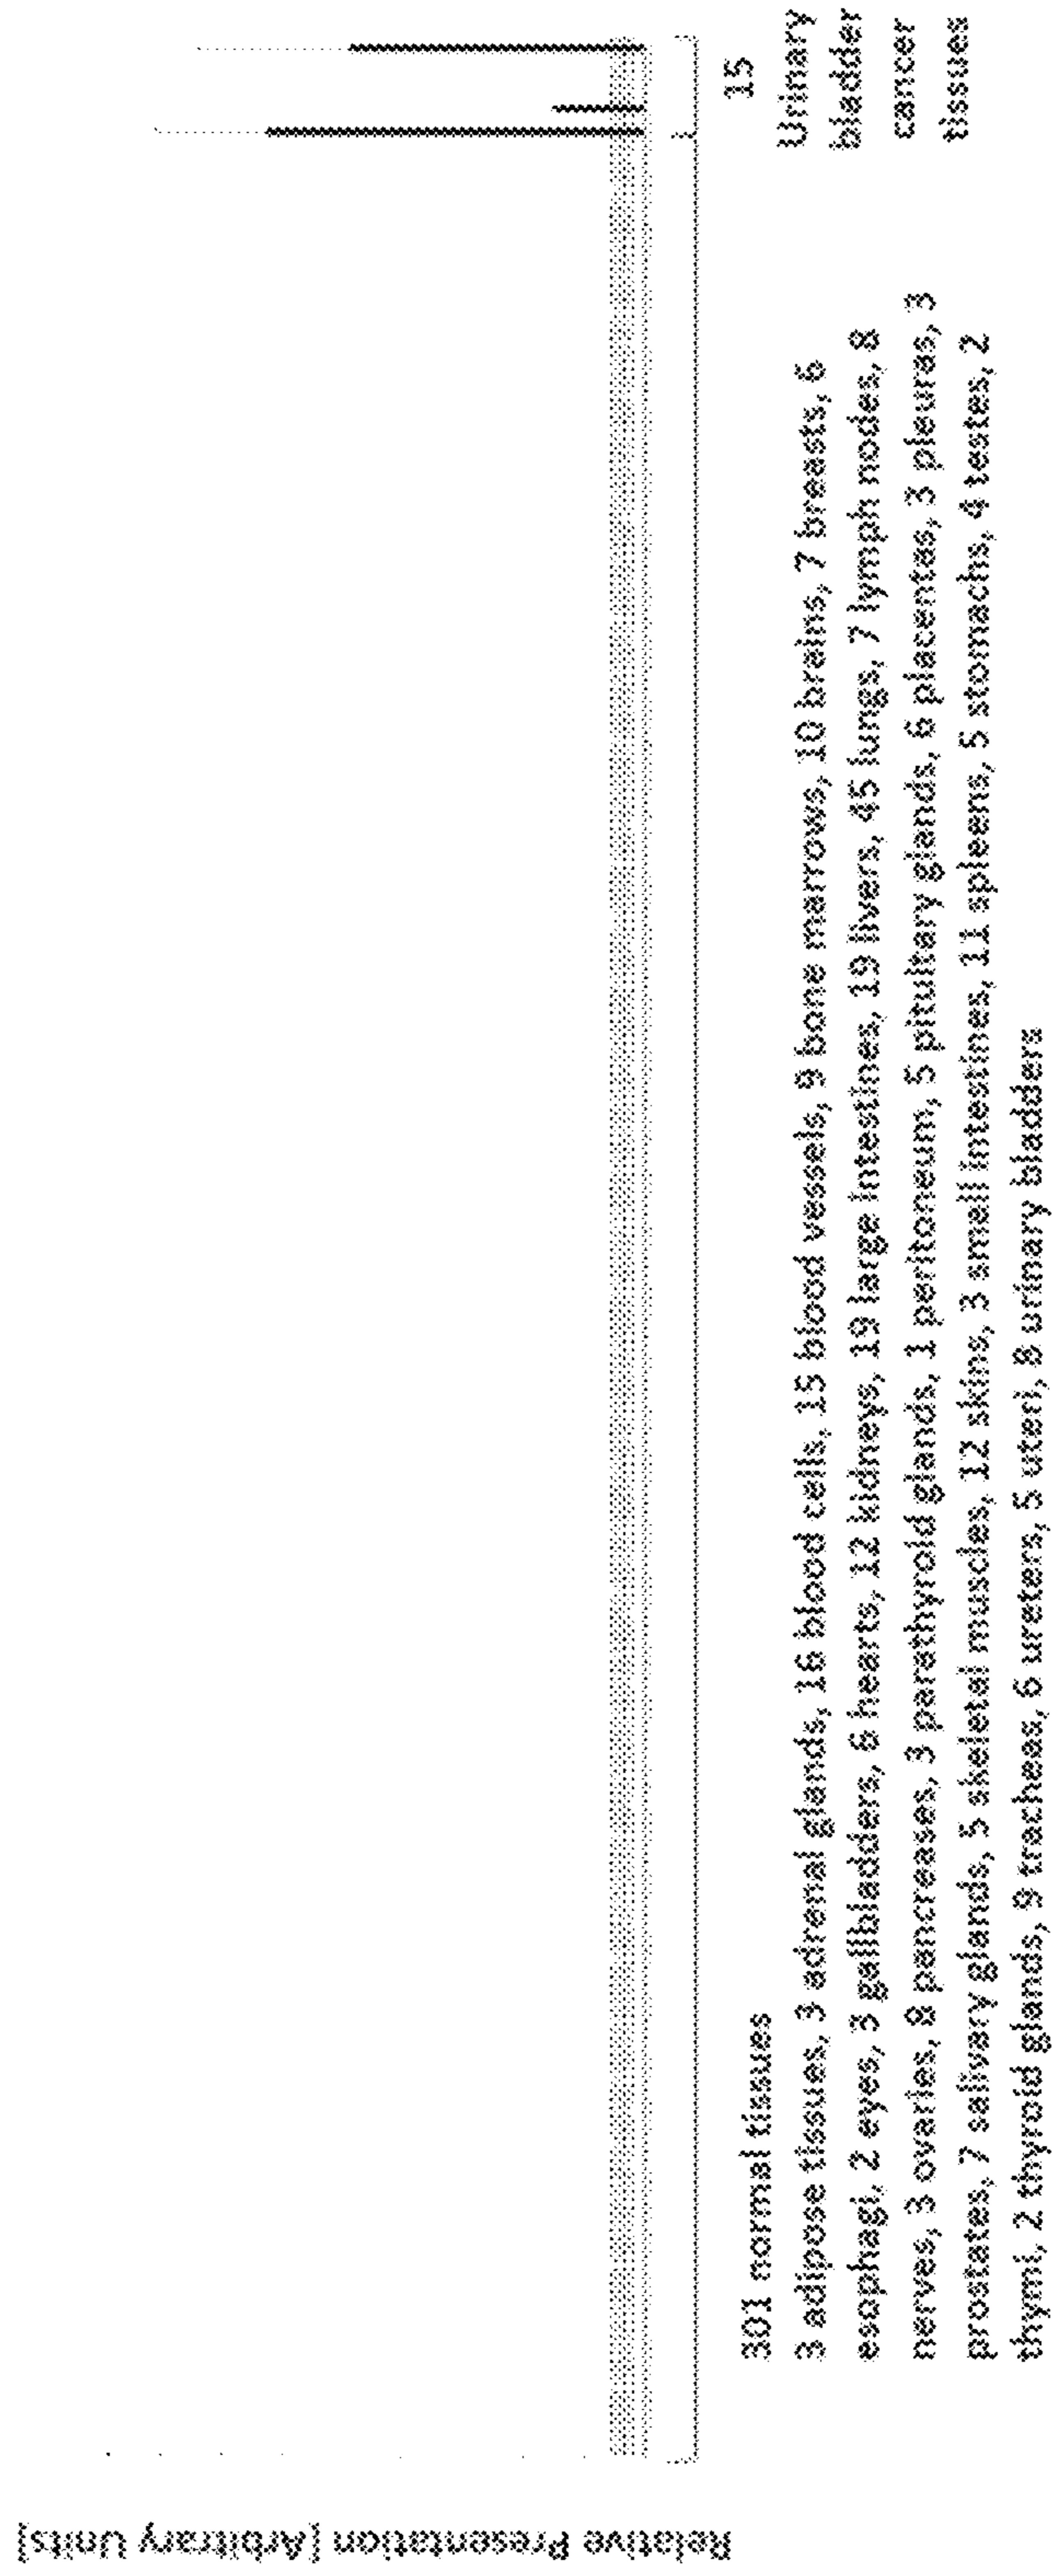 Relative Presentation [Arbitrary Units]
301 normal tissues
3 adipose tissues, 3 adrenal glands, 16 blood cells, 15 blood vessels, 9 bone marrows, 10 brains, 7 breasts, 6
esophagi, 2 eyes, 3 gallbladders, 6 hearts, 12 kidneys, 19 large intestines, 19 livers, 45 lungs, 7 lymph nodes, 8
nerves, 3 ovaries, 8 pancreases, 3 parathyroid glands, 1 peritoneum, 5 pituitary glands, 6 placentas, 3 pleuras, 3
prostates, 7 salivary glands, 5 skeletal muscles, 12 skins, 3 small intestines, 11 spleens, 5 stomachs, 4 testes, 2
thymi, 2 thyroid glands, 9 tracheas, 6 ureters, 5 uteri, 8 urinary bladders
15
Urinary
bladder
cancer
tissues